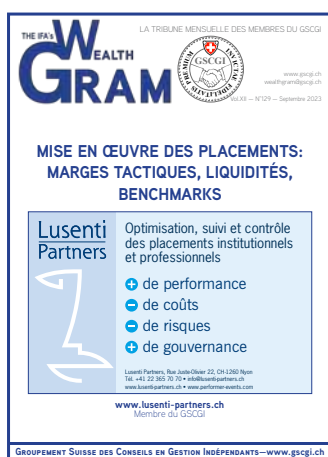 LA TRIBUNE MENSUELLE DES MEMBRES DU GSCGI
THE IFA's
WEALTH
GRAM
GSCGI
www.gscgi.ch
wealthgram@gscgi.ch
Vol.XII — N°129 — Septembre 2023
MISE EN ŒUVRE DES PLACEMENTS:
MARGES TACTIQUES, LIQUIDITÉS,
BENCHMARKS
Lusenti
Partners
Optimisation, suivi et contrôle
des placements institutionnels
et professionnels
+ de performance
− de coûts
− de risques
+ de gouvernance
Lusenti Partners, Rue Juste-Olivier 22, CH-1260 Nyon
Tél. +41 22 365 70 70 • info@lusenti-partners.ch
www.lusenti-partners.ch • www.performer-events.com
www.lusenti-partners.ch
Membre du GSCGI
GROUPEMENT SUISSE DES CONSEILS EN GESTION INDÉPENDANTS—www.gscgi.ch